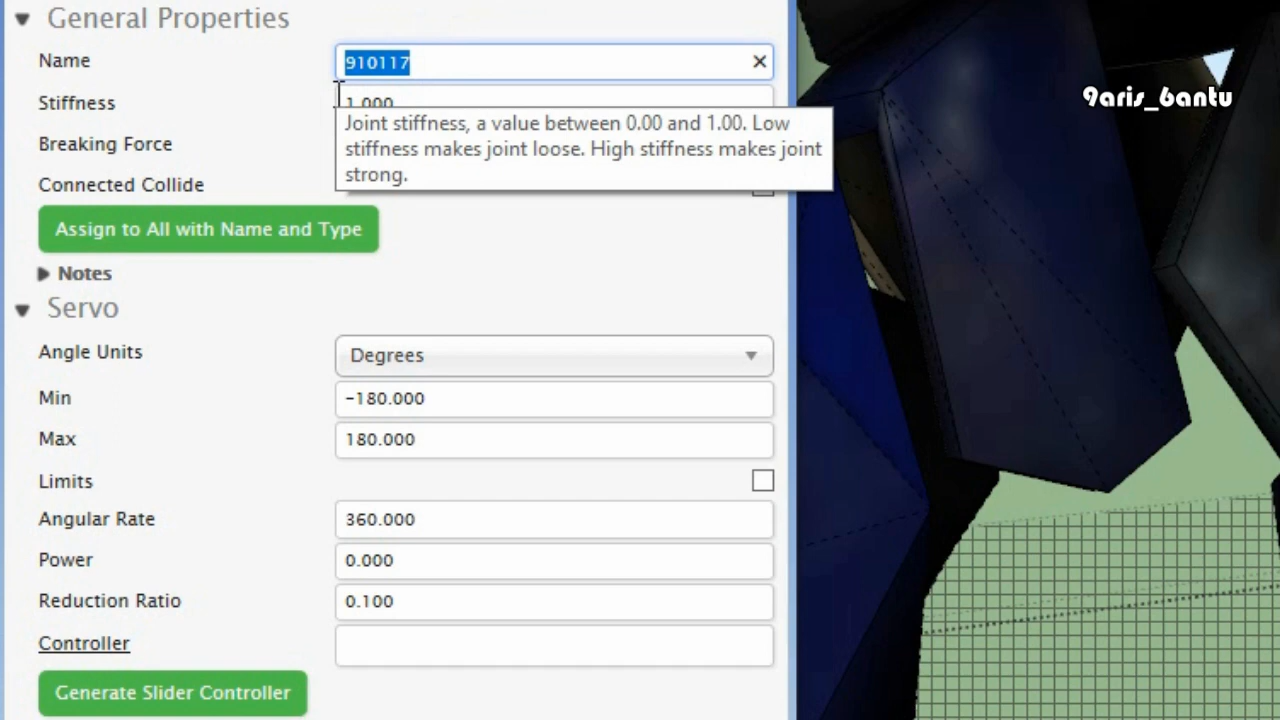 General Properties
Name 910117
Stiffness 1.000
Joint stiffness, a value between 0.00 and 1.00. Low
stiffness makes joint loose. High stiffness makes joint
strong.
Breaking Force
Connected Collide
Assign to All with Name and Type
Notes
Servo
Angle Units Degrees
Min -180.000
Max 180.000
Limits
Angular Rate 360.000
Power 0.000
Reduction Ratio 0.100
Controller
Generate Slider Controller
9aris_6antu